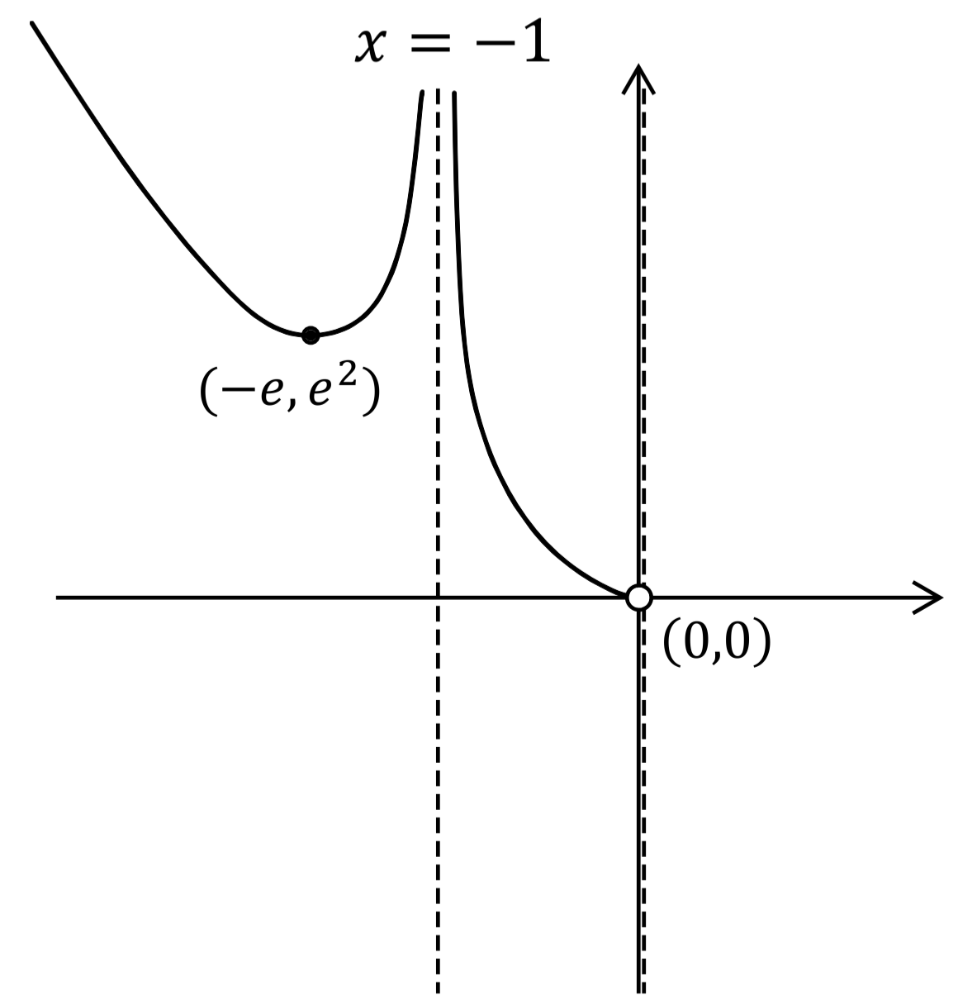 x = −1
(−e, e²)
(0,0)